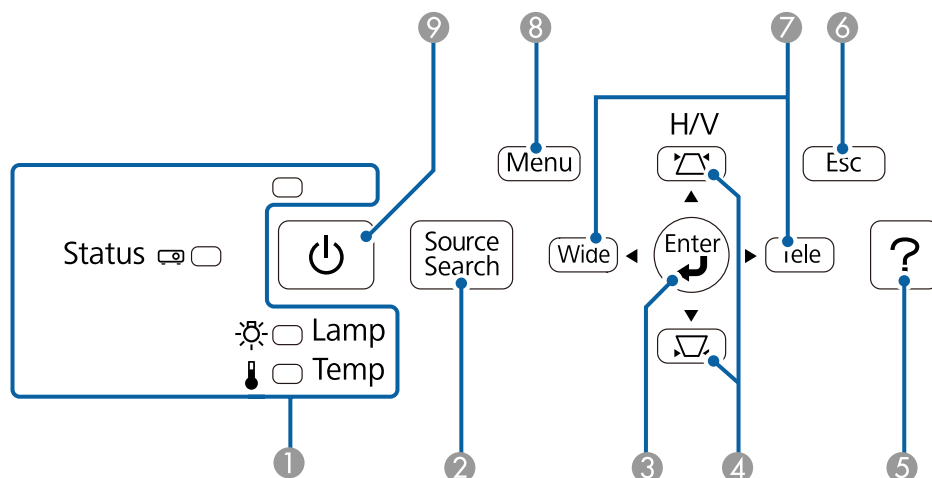 9
8
7
6
H/V
Menu
Esc
Status
Source
Search
Wide
Enter
Tele
?
Lamp
Temp
1
2
3
4
5